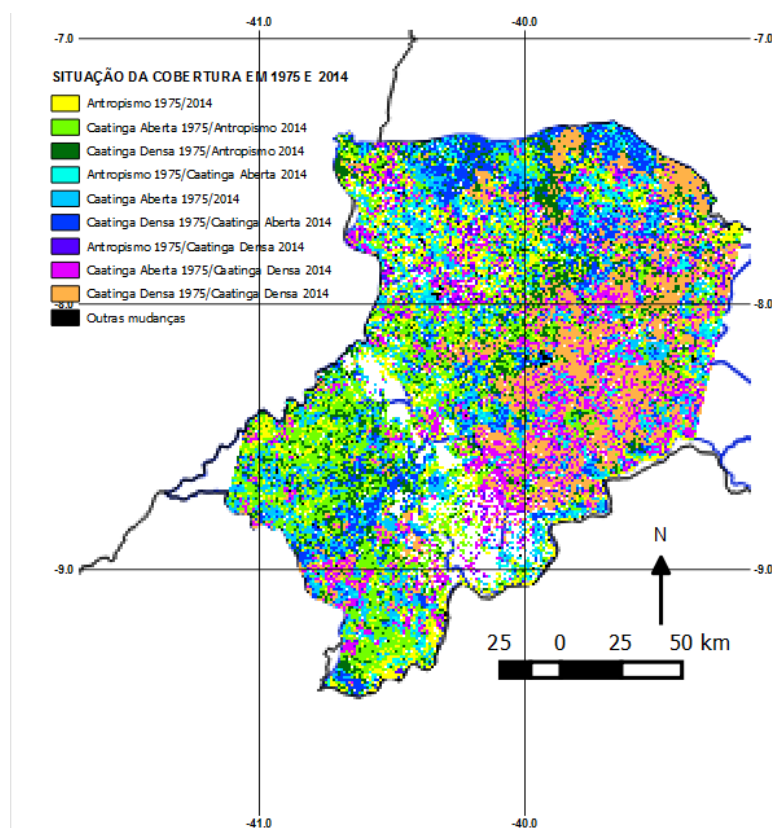 -41.0 -40.0
-7.0 -7.0
SITUAÇÃO DA COBERTURA EM 1975 E 2014
Antropismo 1975/2014
Caatinga Aberta 1975/Antropismo 2014
Caatinga Densa 1975/Antropismo 2014
Antropismo 1975/Caatinga Aberta 2014
Caatinga Aberta 1975/2014
Caatinga Densa 1975/Caatinga Aberta 2014
Antropismo 1975/Caatinga Densa 2014
Caatinga Aberta 1975/Caatinga Densa 2014
Caatinga Densa 1975/Caatinga Densa 2014
-8.0 -8.0
Outras mudanças
N
-9.0 -9.0
25 0 25 50 km
-41.0 -40.0